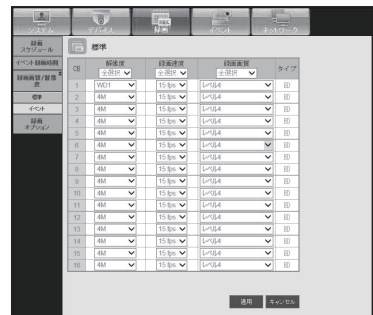 システム デバイス 録画 イベント ネットワーク
録画
スケジュール
イベント録画時間
録画画質/解像
度
標準
イベント
録画
オプション
標準
CH 解像度 録画速度 録画画質 タイプ
全選択 全選択 全選択
1 WD1 15 fps レベル4
2 4M 15 fps レベル4
3 4M 15 fps レベル4
4 4M 15 fps レベル4
5 4M 15 fps レベル4
6 4M 15 fps レベル4
7 4M 15 fps レベル4
8 4M 15 fps レベル4
9 4M 15 fps レベル4
10 4M 15 fps レベル4
11 4M 15 fps レベル4
12 4M 15 fps レベル4
13 4M 15 fps レベル4
14 4M 15 fps レベル4
15 4M 15 fps レベル4
16 4M 15 fps レベル4
適用 キャンセル